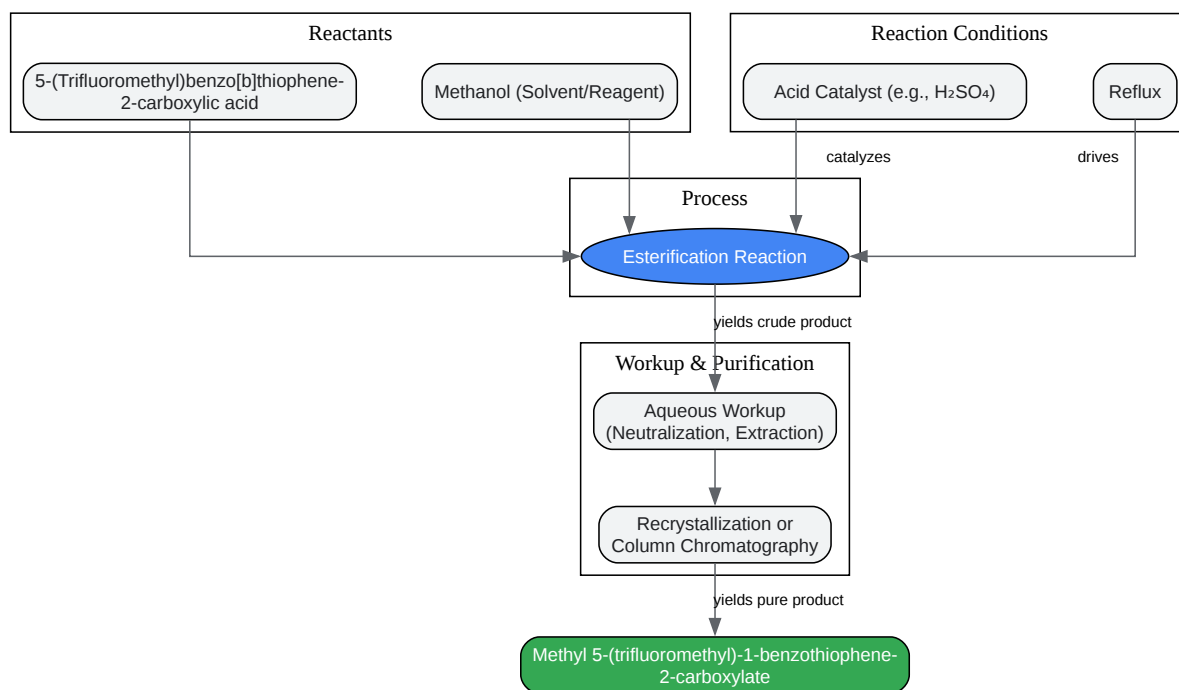 Reactants
5-(Trifluoromethyl)benzo[b]thiophene-
2-carboxylic acid
Methanol (Solvent/Reagent)
Reaction Conditions
Acid Catalyst (e.g., H₂SO₄)
Reflux
catalyzes
drives
Process
Esterification Reaction
yields crude product
Workup & Purification
Aqueous Workup
(Neutralization, Extraction)
Recrystallization or
Column Chromatography
yields pure product
Methyl 5-(trifluoromethyl)-1-benzothiophene-
2-carboxylate